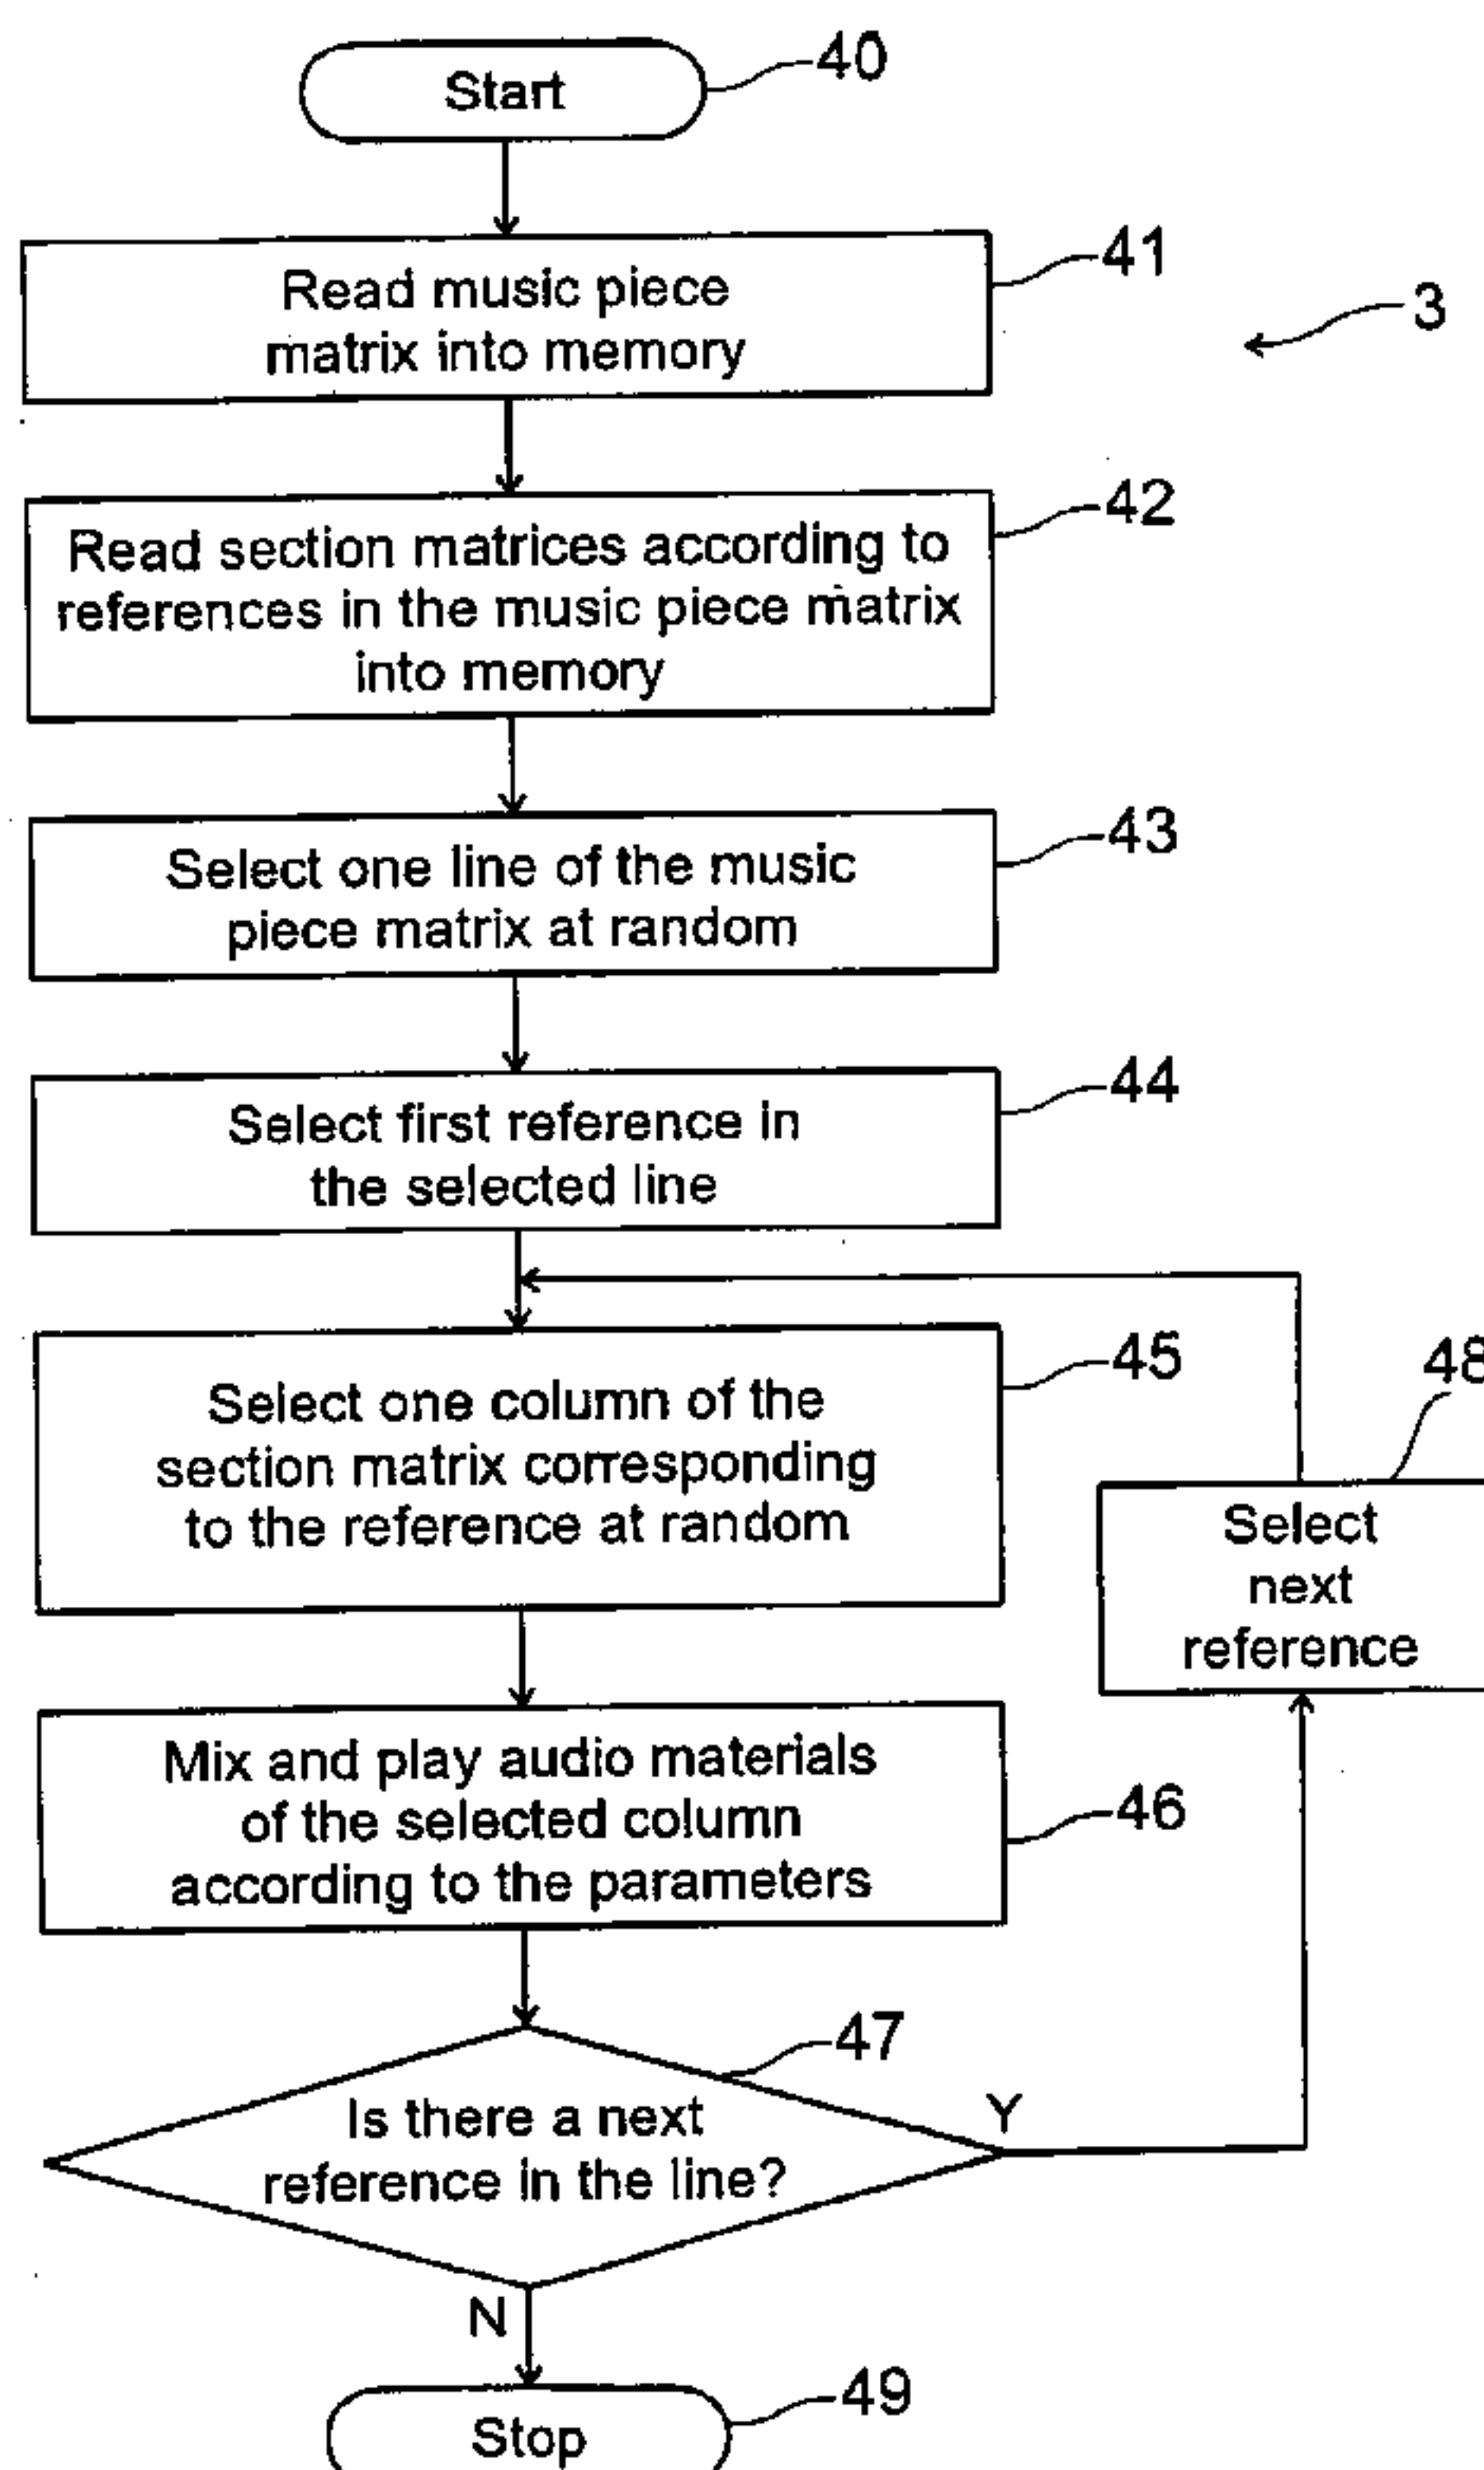 Start
40
Read music piece
matrix into memory
41
3
Read section matrices according to
references in the music piece matrix
into memory
42
Select one line of the music
piece matrix at random
43
Select first reference in
the selected line
44
Select one column of the
section matrix corresponding
to the reference at random
45
48
Select
next
reference
Mix and play audio materials
of the selected column
according to the parameters
46
47
Is there a next
reference in the line?
Y
N
Stop
49